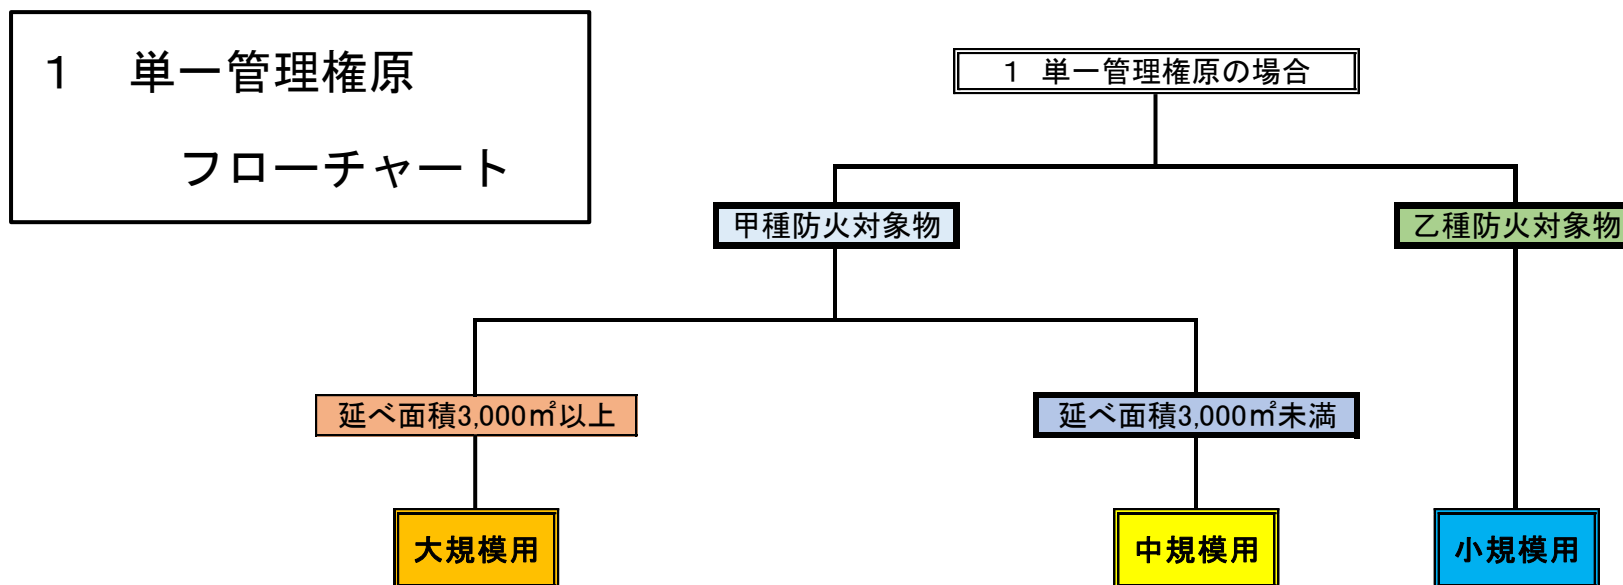 １　単一管理権原
フローチャート
１　単一管理権原の場合
甲種防火対象物
乙種防火対象物
延べ面積3,000㎡以上
延べ面積3,000㎡未満
大規模用
中規模用
小規模用